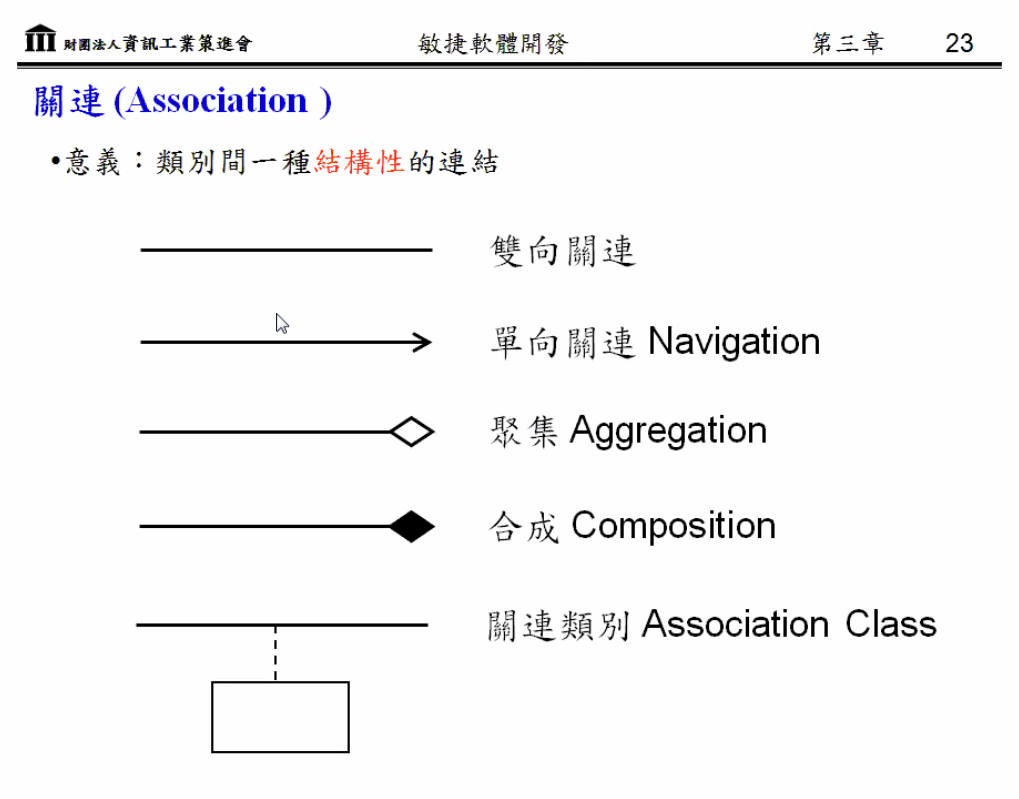 財團法人資訊工業策進會 敏捷軟體開發 第三章 23
關連 (Association )
•意義：類別間一種結構性的連結
雙向關連
單向關連 Navigation
聚集 Aggregation
合成 Composition
關連類別 Association Class